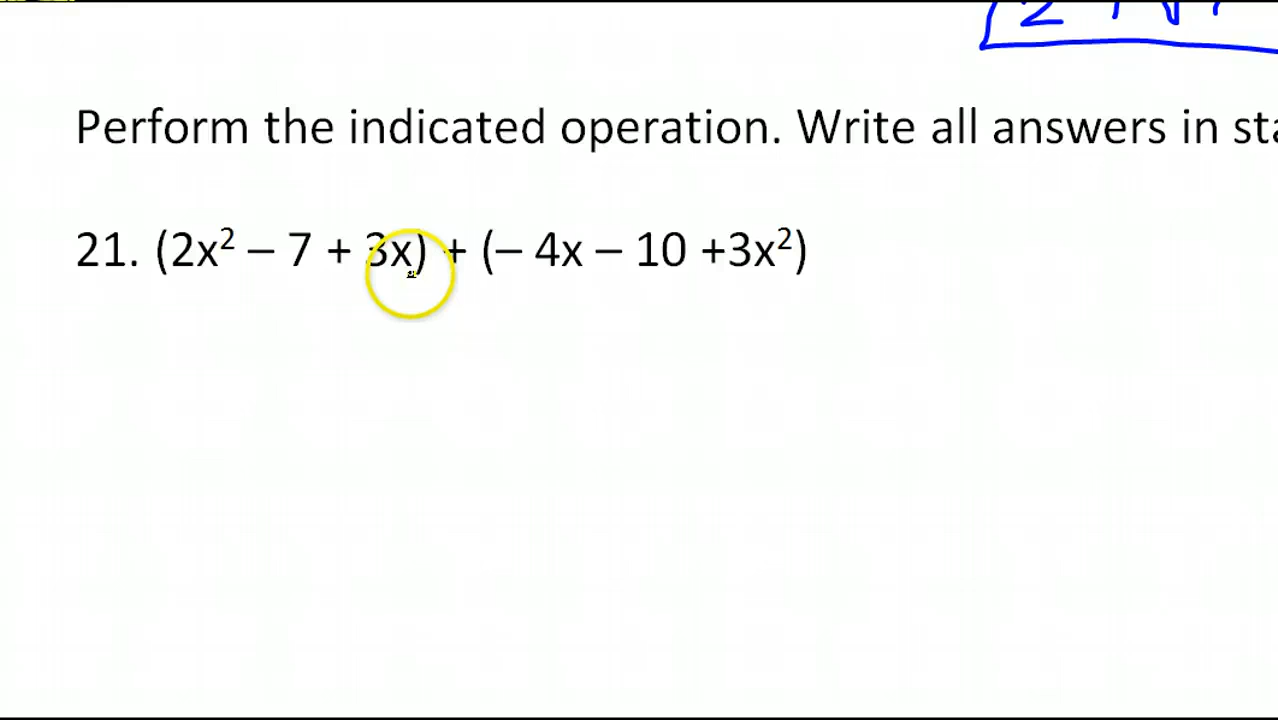 Perform the indicated operation. Write all answers in sta
21. (2x² – 7 + 3x) + (– 4x – 10 +3x²)